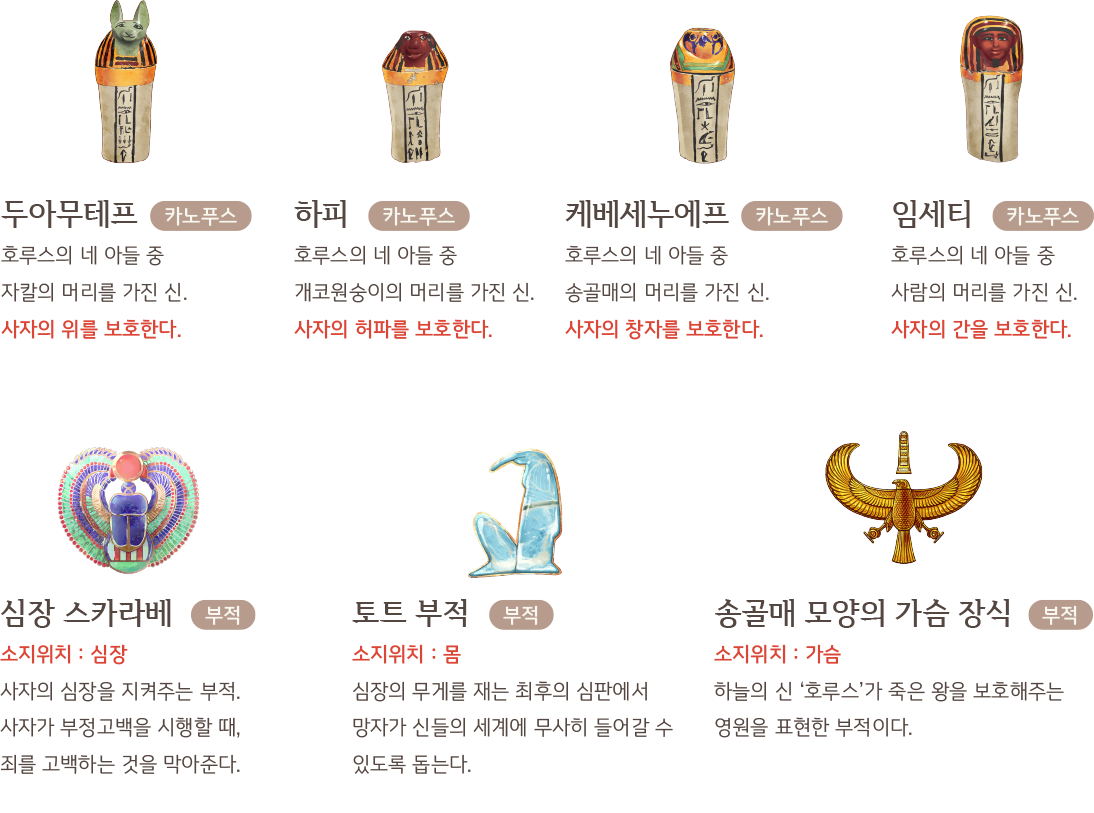 두아무테프 카노푸스
호루스의 네 아들 중
자칼의 머리를 가진 신.
사자의 위를 보호한다.
하피 카노푸스
호루스의 네 아들 중
개코원숭이의 머리를 가진 신.
사자의 허파를 보호한다.
케베세누에프 카노푸스
호루스의 네 아들 중
송골매의 머리를 가진 신.
사자의 창자를 보호한다.
임세티 카노푸스
호루스의 네 아들 중
사람의 머리를 가진 신.
사자의 간을 보호한다.
심장 스카라베 부적
소지위치 : 심장
사자의 심장을 지켜주는 부적.
사자가 부정고백을 시행할 때,
죄를 고백하는 것을 막아준다.
토트 부적 부적
소지위치 : 몸
심장의 무게를 재는 최후의 심판에서
망자가 신들의 세계에 무사히 들어갈 수
있도록 돕는다.
송골매 모양의 가슴 장식 부적
소지위치 : 가슴
하늘의 신 ‘호루스’가 죽은 왕을 보호해주는
영원을 표현한 부적이다.